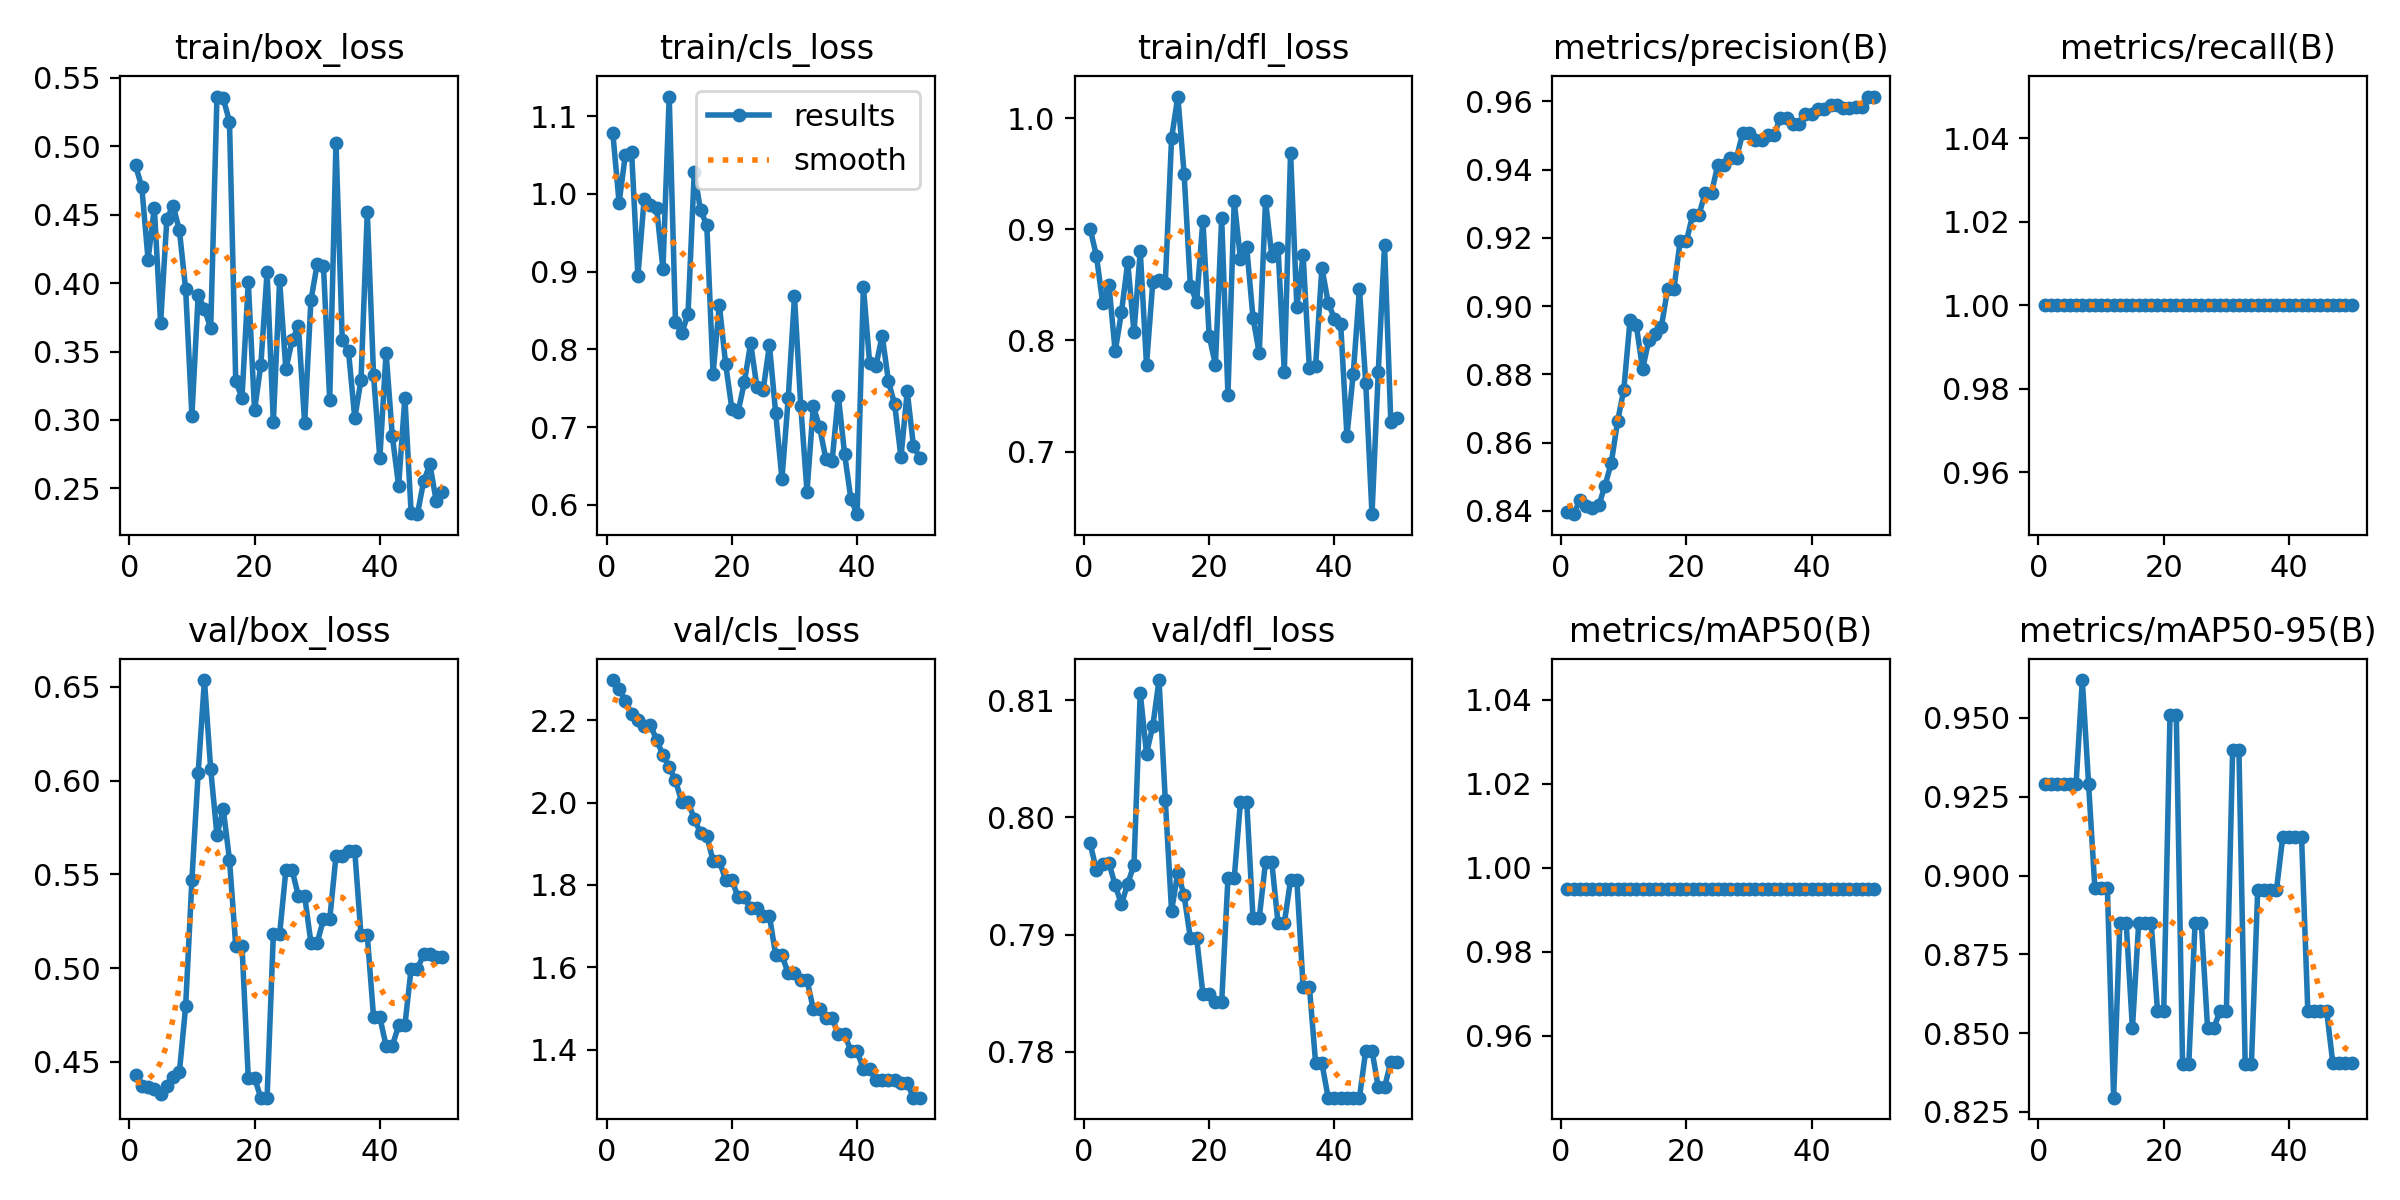 train/box_loss
0.55
0.50
0.45
0.40
0.35
0.30
0.25
0 20 40
train/cls_loss
results
smooth
1.1
1.0
0.9
0.8
0.7
0.6
0 20 40
train/dfl_loss
1.0
0.9
0.8
0.7
0 20 40
metrics/precision(B)
0.96
0.94
0.92
0.90
0.88
0.86
0.84
0 20 40
metrics/recall(B)
1.04
1.02
1.00
0.98
0.96
0 20 40
val/box_loss
0.65
0.60
0.55
0.50
0.45
0 20 40
val/cls_loss
2.2
2.0
1.8
1.6
1.4
0 20 40
val/dfl_loss
0.81
0.80
0.79
0.78
0 20 40
metrics/mAP50(B)
1.04
1.02
1.00
0.98
0.96
0 20 40
metrics/mAP50-95(B)
0.950
0.925
0.900
0.875
0.850
0.825
0 20 40